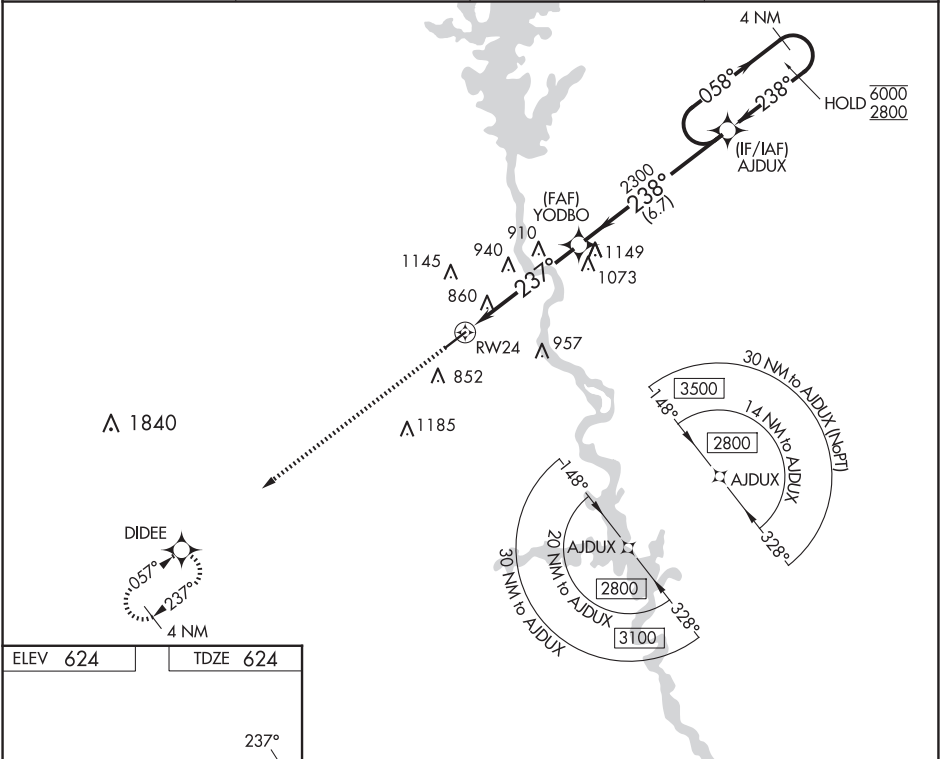 4 NM
058°
238°
HOLD 6000
2800
(IF/IAF)
AJDUX
2300
238°
(6.7)
(FAF)
YODBO
910
940
1149
1073
1145
237°
860
RW24
957
852
1185
1840
30 NM to AJDUX (NoPT)
3500
148°
14 NM to AJDUX
2800
AJDUX
328°
148°
AJDUX
20 NM to AJDUX
30 NM to AJDUX
2800
328°
3100
DIDEE
057°
237°
4 NM
ELEV 624
TDZE 624
237°